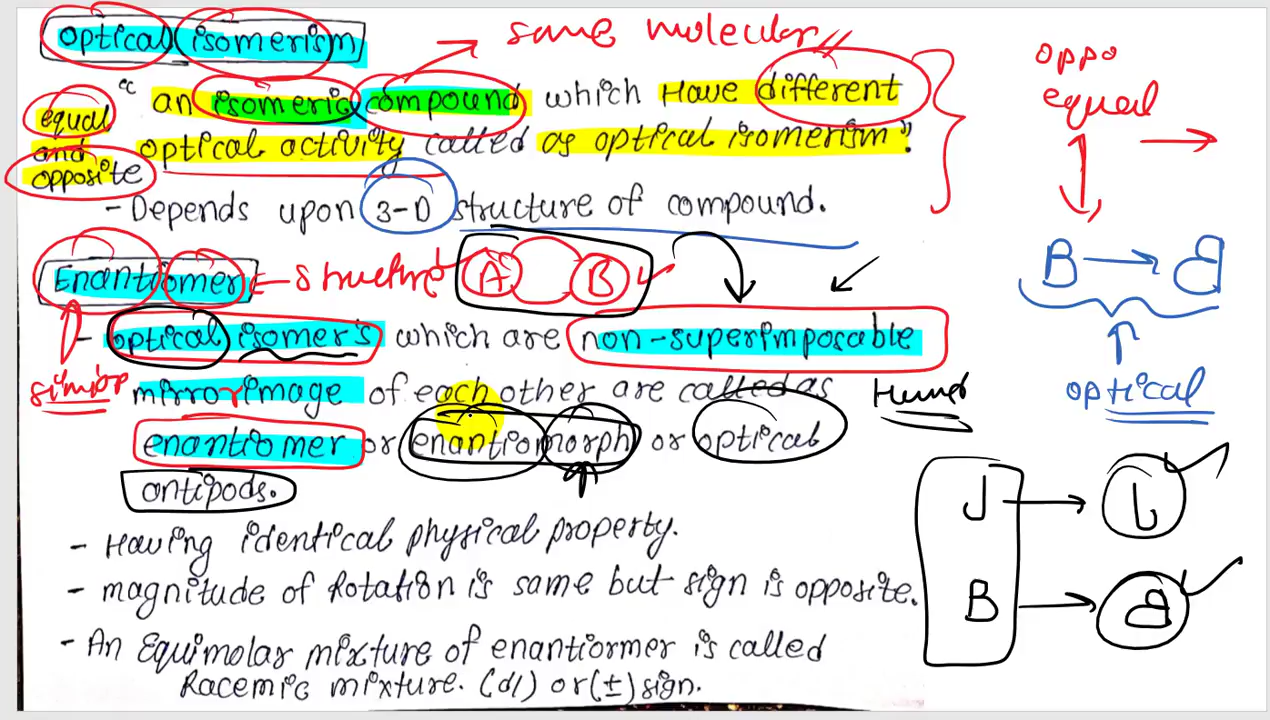 optical isomerism
same molecular
equal and opposite
" an isomeric compound which Have different
optical activity called as optical isomerism".
- Depends upon 3-D structure of compound.
oppo
equal
B → 
Enantiomer
structure
A B
- optical isomer's which are non-superimposable
mirror image of each other are called as
enantiomer or enantiomorph or optical
antipods.
optical
J
B
- Having identical physical property.
- magnitude of Rotation is same but sign is opposite.
- An Equimolar mixture of enantiormer is called
Racemic mixture. (dl) or (±) sign.